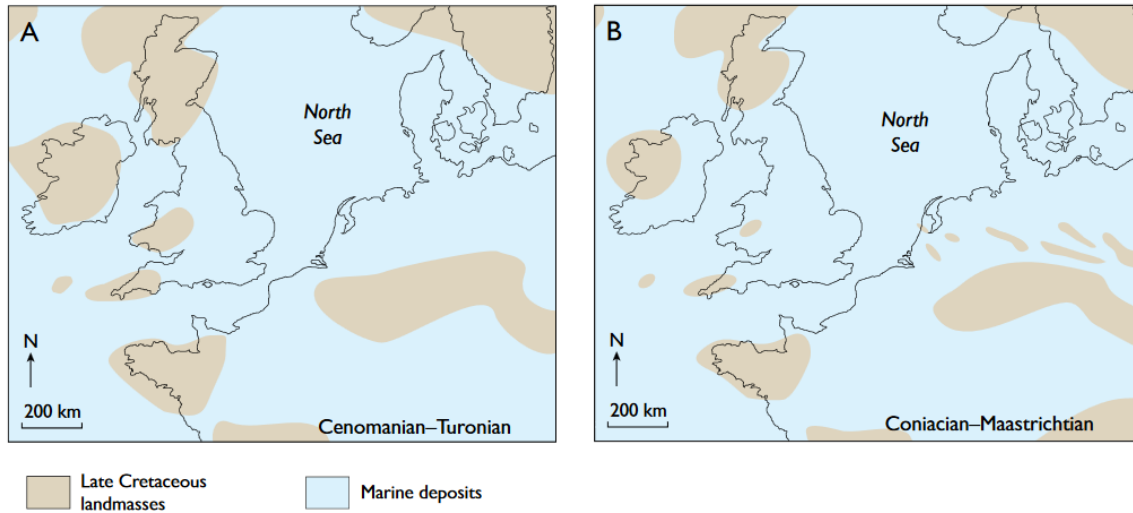 A
North
Sea
N
200 km
Cenomanian–Turonian
B
North
Sea
N
200 km
Coniacian–Maastrichtian
Late Cretaceous
landmasses
Marine deposits